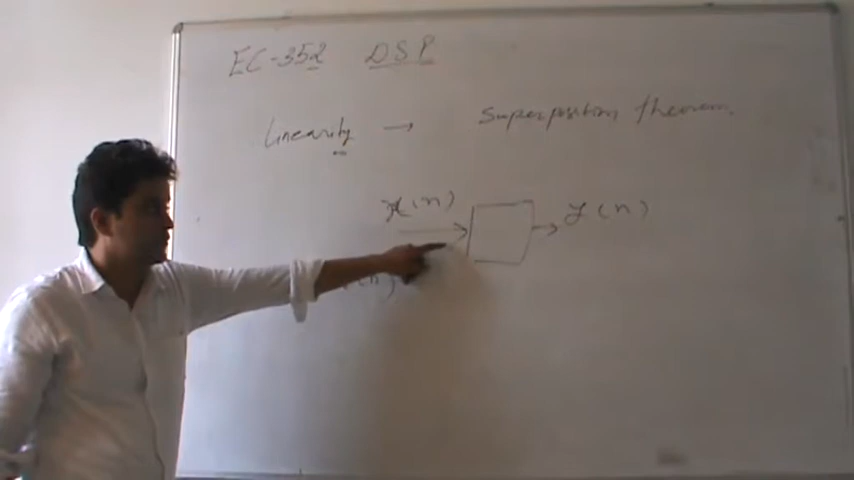 EC-352 DSP
Linearity → Superposition theorem.
x(n) y(n)
(n)